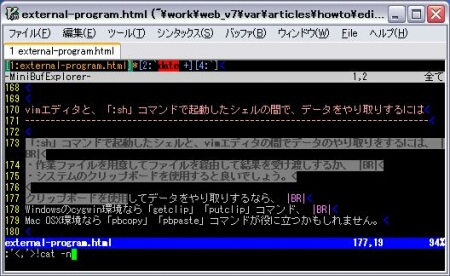 external-program.html (~¥work¥web_v7¥var¥articles¥howto¥edi...
ファイル(F) 編集(E) ツール(T) シンタックス(S) バッファ(B) ウィンドウ(W) File ヘルプ(H)
1 external-program.html
[1:external-program.html]*[2: +][4:`]<
-MiniBufExplorer- 1,2 全て
168 <
169 <
170 vimエディタと、「:sh」コマンドで起動したシェルの間で、データをやり取りするには
171 <
172 <
173 「:sh」コマンドで起動したシェルと、vimエディタの間でデータのやり取りをするには、|BR|<
174 ・作業ファイルを用意してファイルを経由して結果を受け渡しするか、|BR|<
175 ・システムのクリップボードを使用すると良いでしょう。<
176 <
177 クリップボードを使用してデータをやり取りするなら、 |BR|<
178 Windowsのcygwin環境なら「getclip」「putclip」コマンド、|BR|<
179 Mac OSX環境なら「pbcopy」「pbpaste」コマンドが役に立つかもしれません。<
180 <
external-program.html 177,19 94%
:'<,'>!cat -n